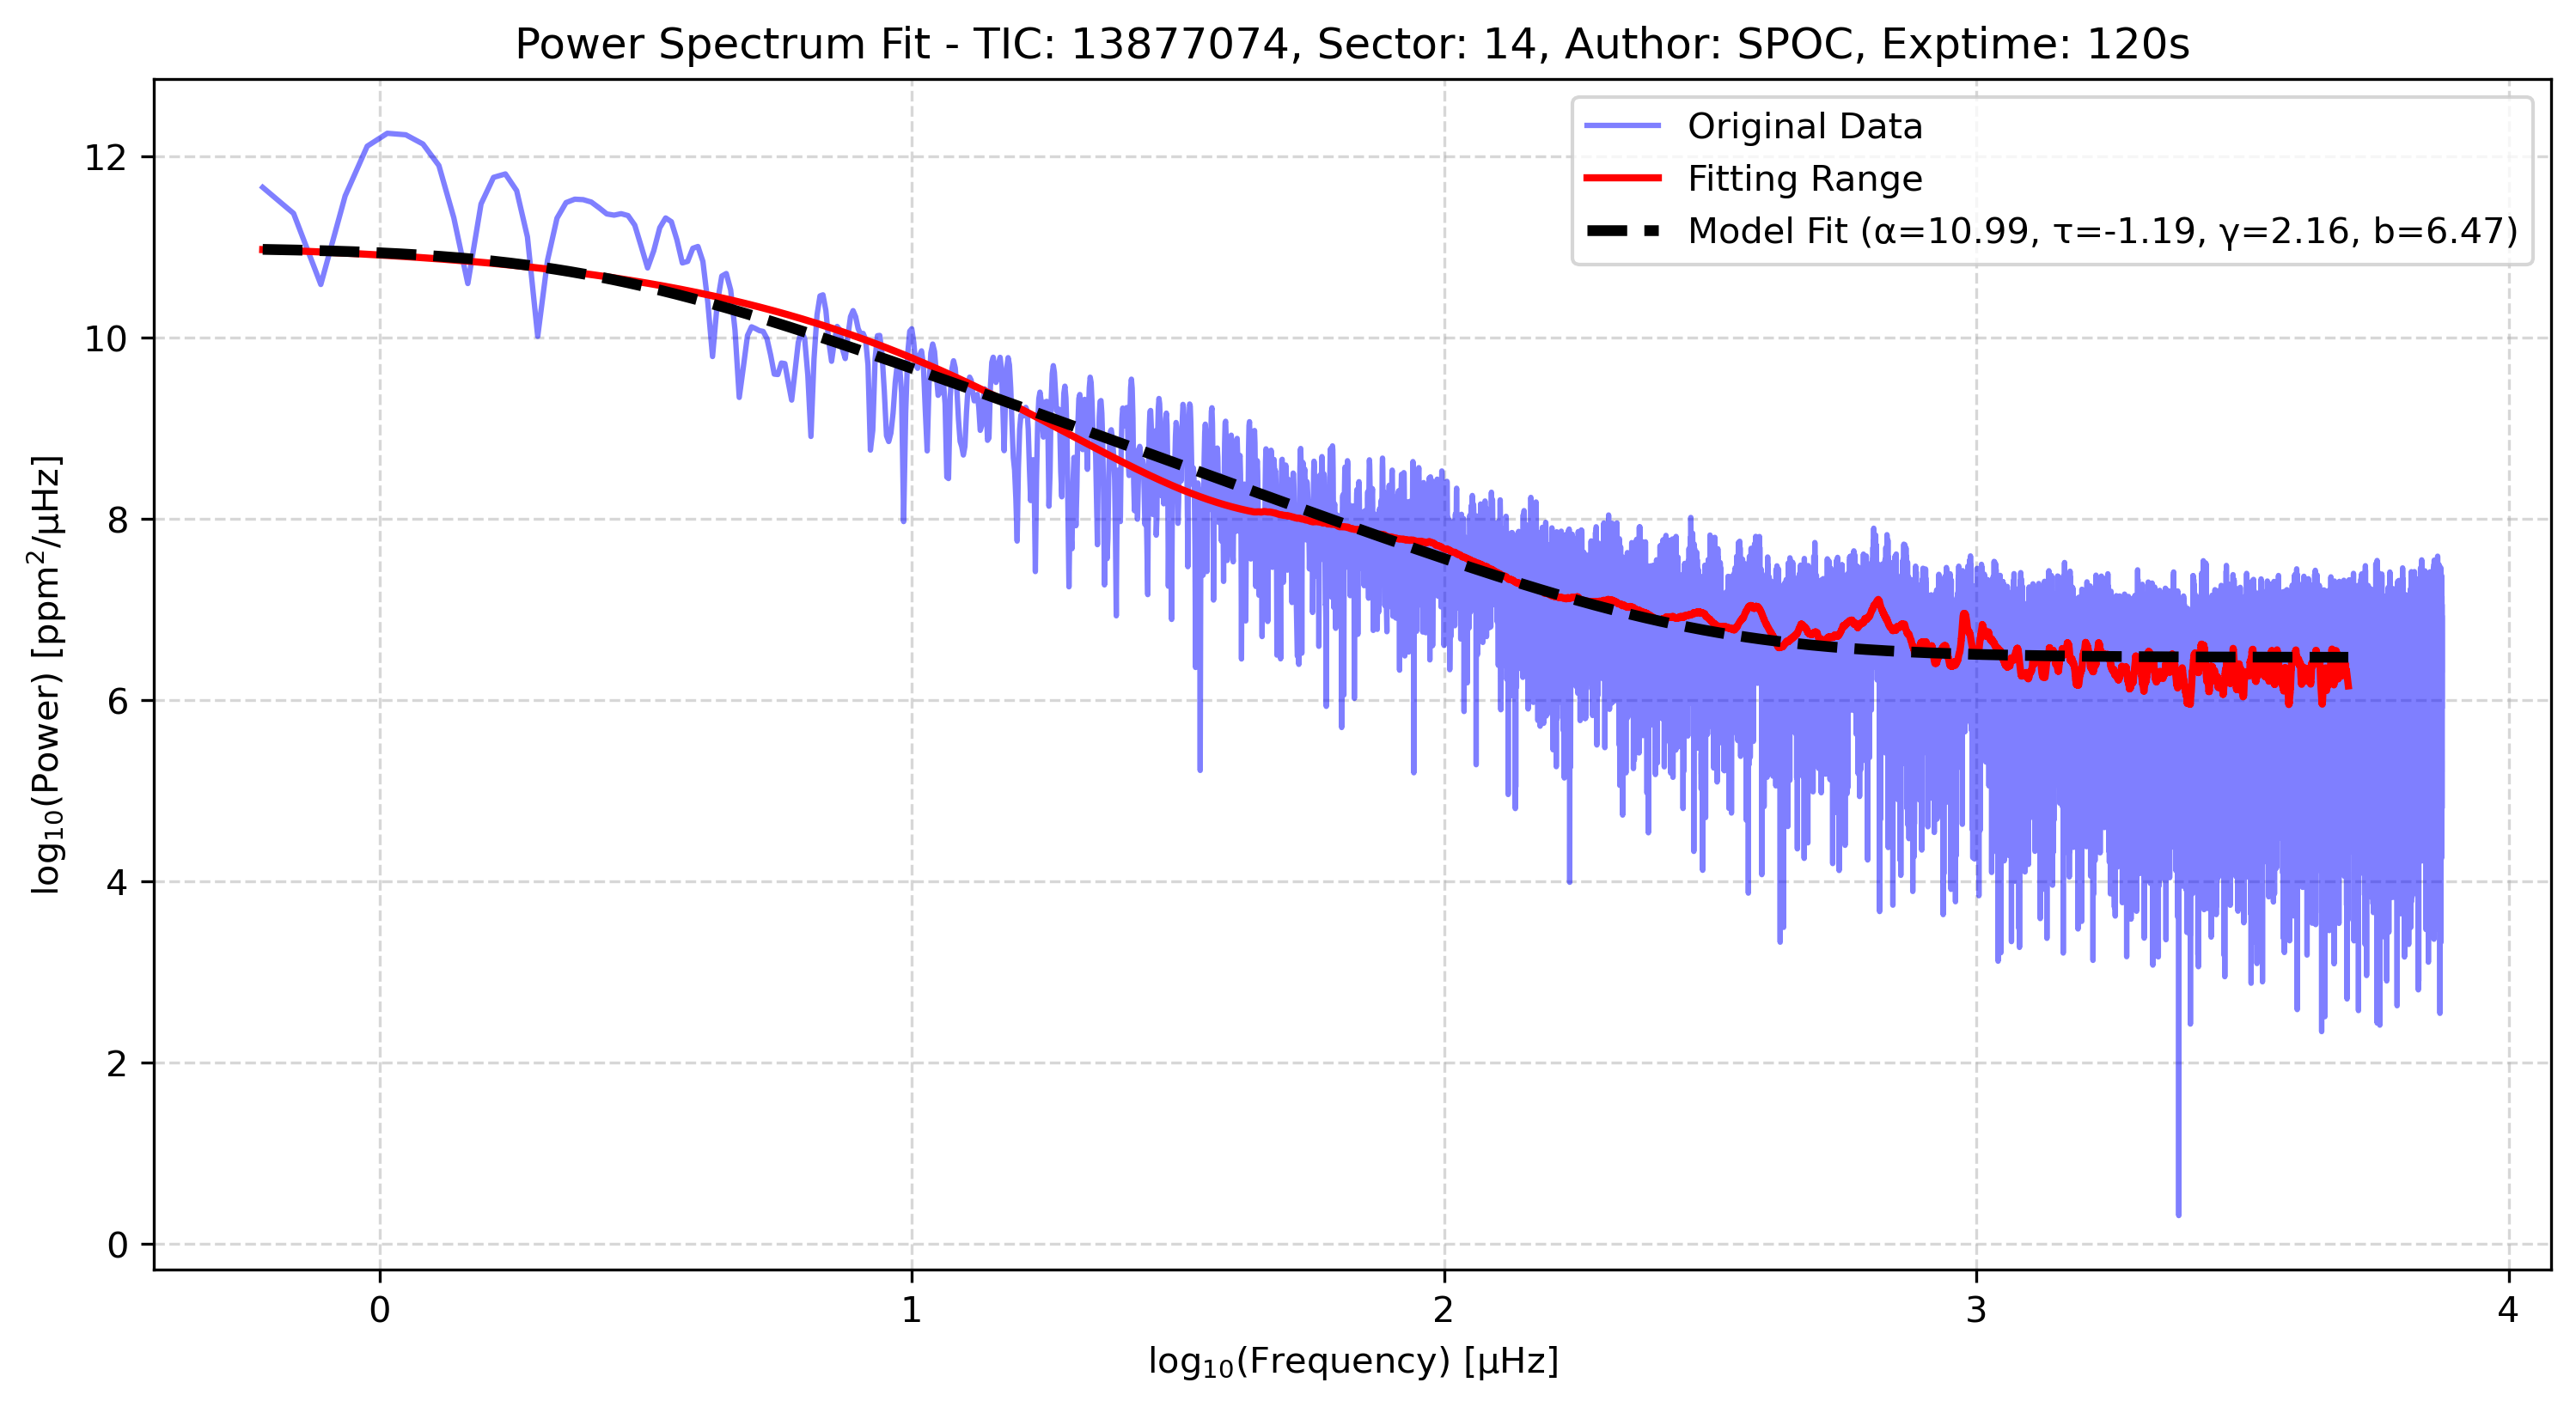 Power Spectrum Fit - TIC: 13877074, Sector: 14, Author: SPOC, Exptime: 120s
Original Data
Fitting Range
Model Fit (α=10.99, τ=-1.19, γ=2.16, b=6.47)
log₁₀(Power) [ppm²/μHz]
12
10
8
6
4
2
0
0 1 2 3 4
log₁₀(Frequency) [μHz]